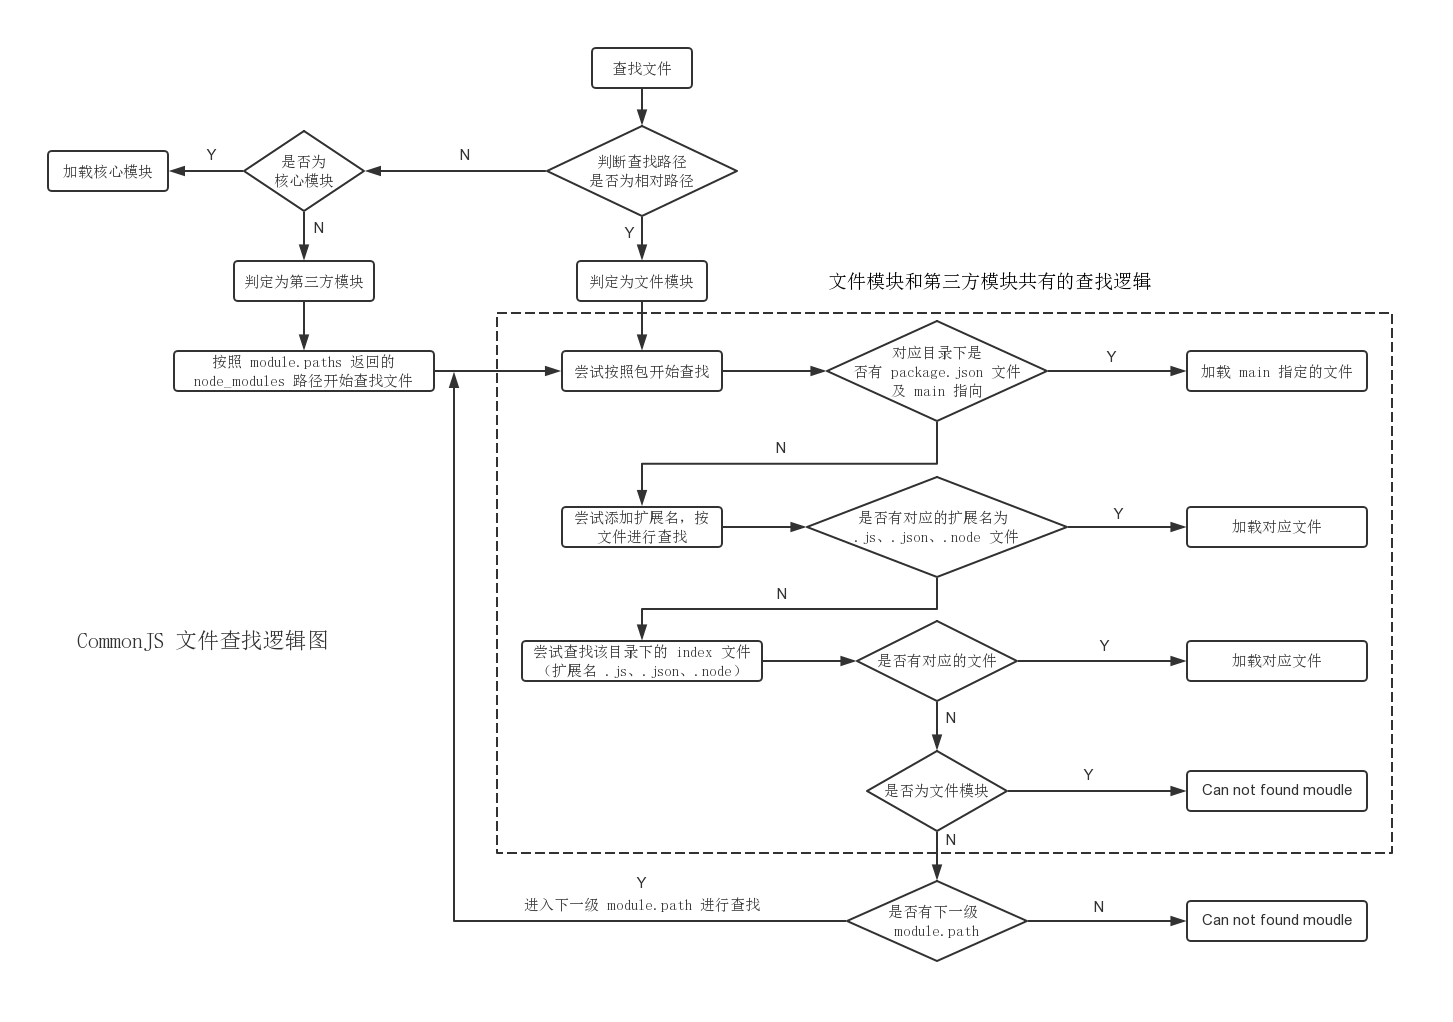 查找文件
判断查找路径
是否为相对路径
N
是否为
核心模块
Y
加载核心模块
N
Y
判定为第三方模块
判定为文件模块
文件模块和第三方模块共有的查找逻辑
按照 module.paths 返回的
node_modules 路径开始查找文件
尝试按照包开始查找
对应目录下是
否有 package.json 文件
及 main 指向
Y
加载 main 指定的文件
N
尝试添加扩展名，按
文件进行查找
是否有对应的扩展名为
.js、.json、.node 文件
Y
加载对应文件
N
CommonJS 文件查找逻辑图
尝试查找该目录下的 index 文件
（扩展名 .js、.json、.node）
是否有对应的文件
Y
加载对应文件
N
是否为文件模块
Y
Can not found moudle
N
Y
进入下一级 module.path 进行查找
是否有下一级
module.path
N
Can not found moudle